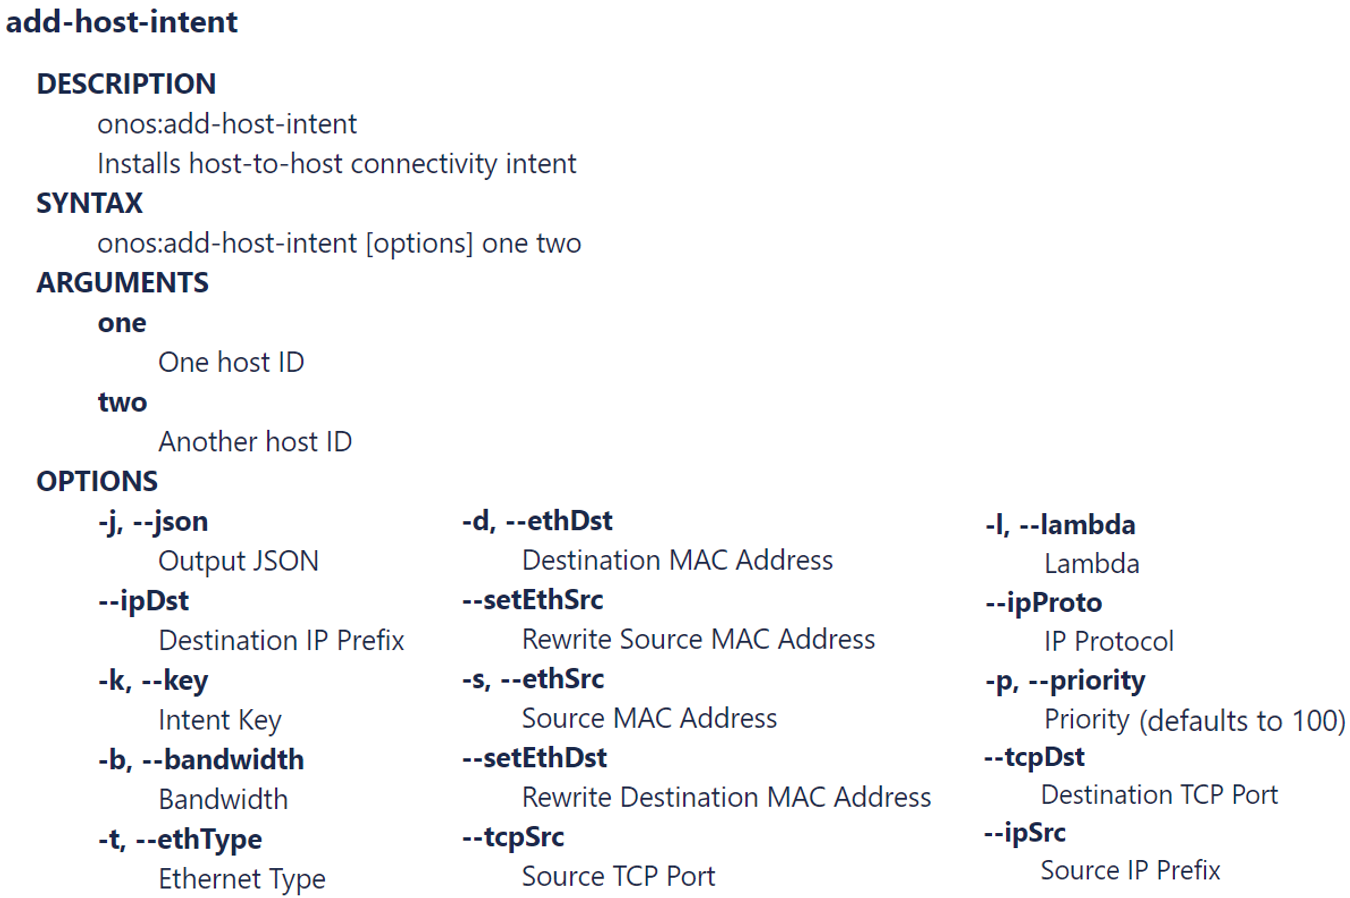 add-host-intent
DESCRIPTION
onos:add-host-intent
Installs host-to-host connectivity intent
SYNTAX
onos:add-host-intent [options] one two
ARGUMENTS
one
One host ID
two
Another host ID
OPTIONS
-j, --json
Output JSON
--ipDst
Destination IP Prefix
-k, --key
Intent Key
-b, --bandwidth
Bandwidth
-t, --ethType
Ethernet Type
-d, --ethDst
Destination MAC Address
--setEthSrc
Rewrite Source MAC Address
-s, --ethSrc
Source MAC Address
--setEthDst
Rewrite Destination MAC Address
--tcpSrc
Source TCP Port
-l, --lambda
Lambda
--ipProto
IP Protocol
-p, --priority
Priority (defaults to 100)
--tcpDst
Destination TCP Port
--ipSrc
Source IP Prefix